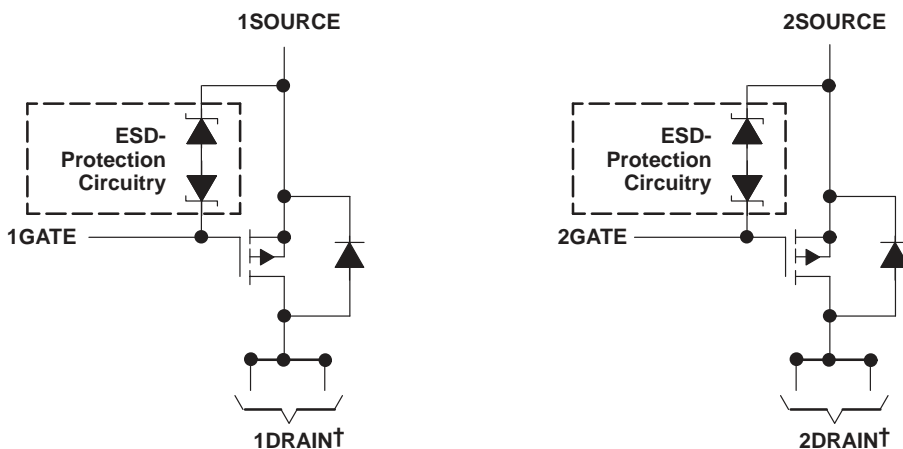 1SOURCE
2SOURCE
ESD-
Protection
Circuitry
ESD-
Protection
Circuitry
1GATE
2GATE
1DRAIN†
2DRAIN†